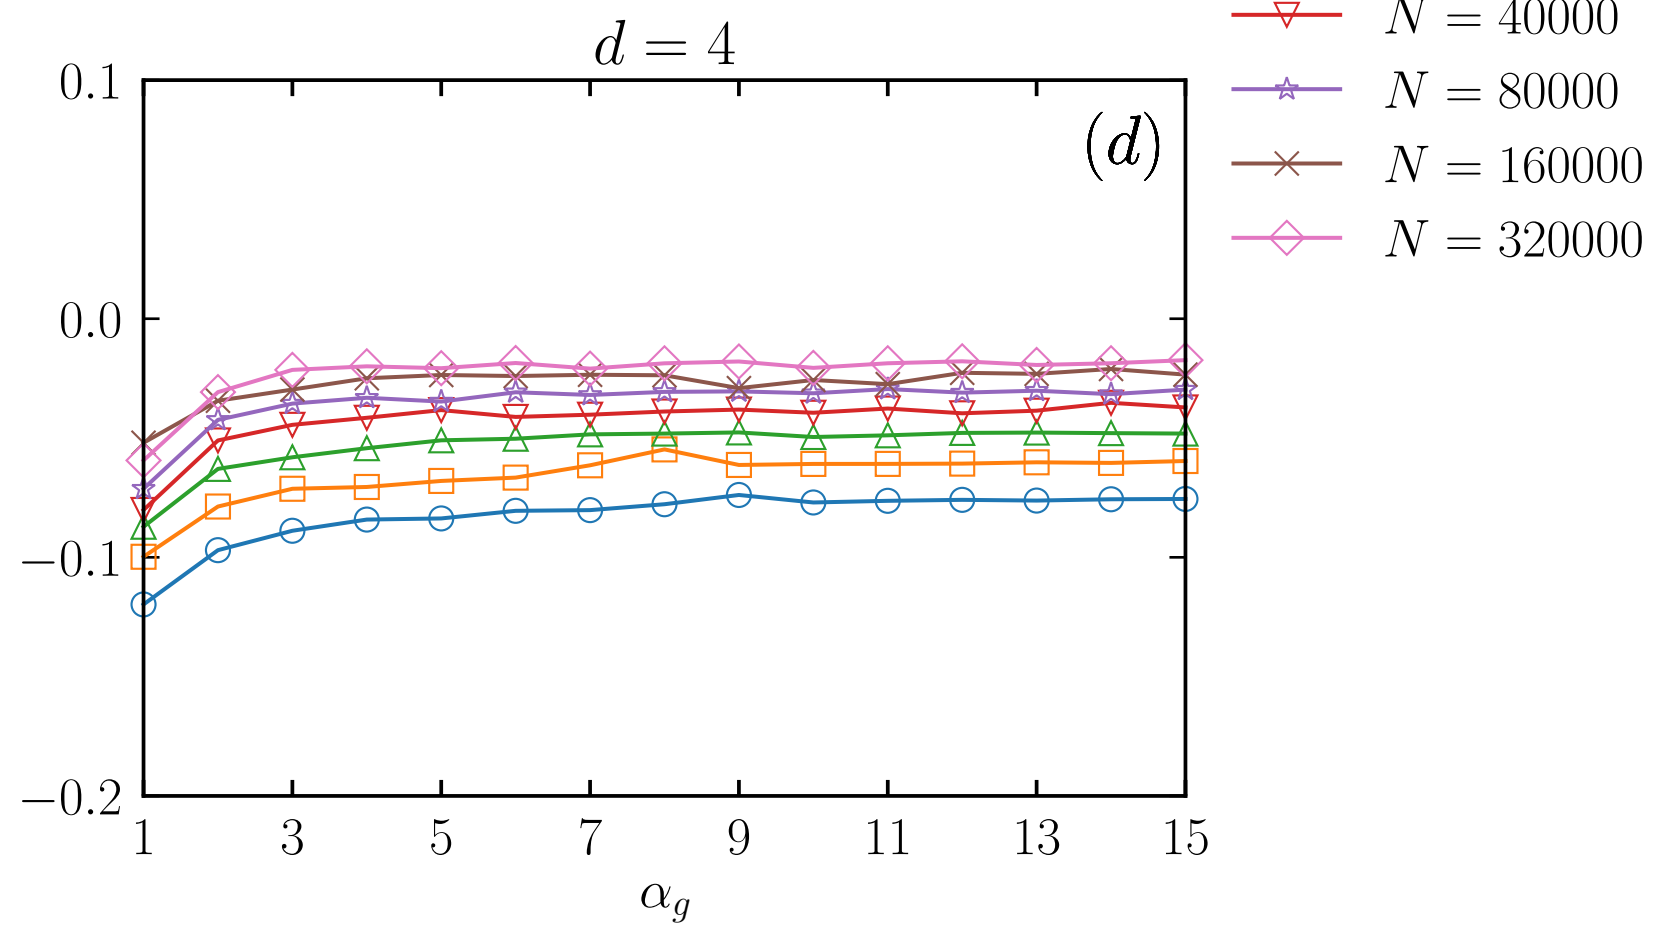 d = 4
(d)
0.1
0.0
−0.1
−0.2
1 3 5 7 9 11 13 15
α_g
N = 40000
N = 80000
N = 160000
N = 320000